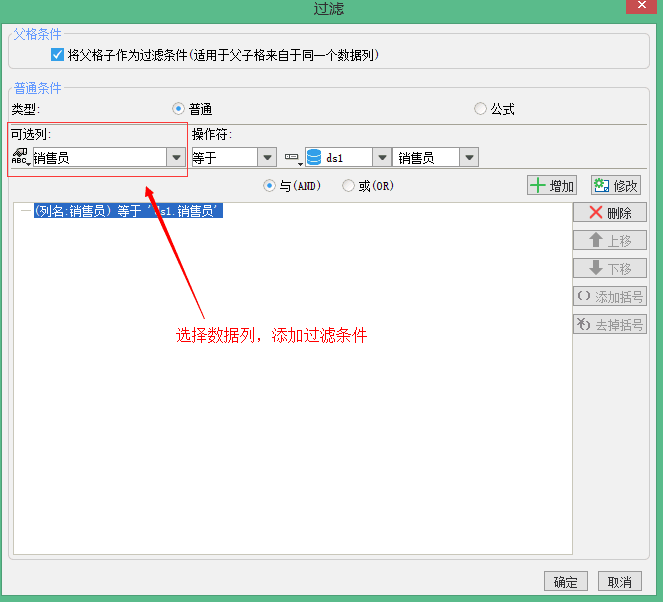 过滤
父格条件
将父格子作为过滤条件(适用于父子格来自于同一个数据列)
普通条件
类型: 普通 公式
可选列: 操作符:
ABC 销售员 等于 ds1 销售员
与(AND) 或(OR) 增加 修改
(列名:销售员) 等于 'ds1.销售员' 删除
上移
下移
添加括号
去掉括号
选择数据列，添加过滤条件
确定 取消